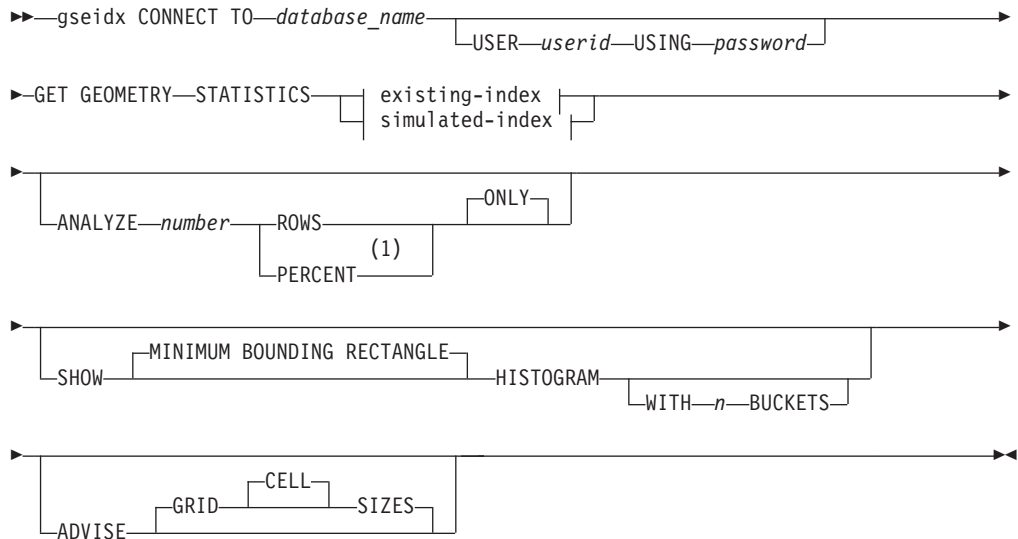 gseidx CONNECT TO database_name
USER userid USING password
GET GEOMETRY STATISTICS existing-index
simulated-index
ONLY
ANALYZE number ROWS
(1)
PERCENT
MINIMUM BOUNDING RECTANGLE
SHOW HISTOGRAM
WITH n BUCKETS
CELL
GRID SIZES
ADVISE